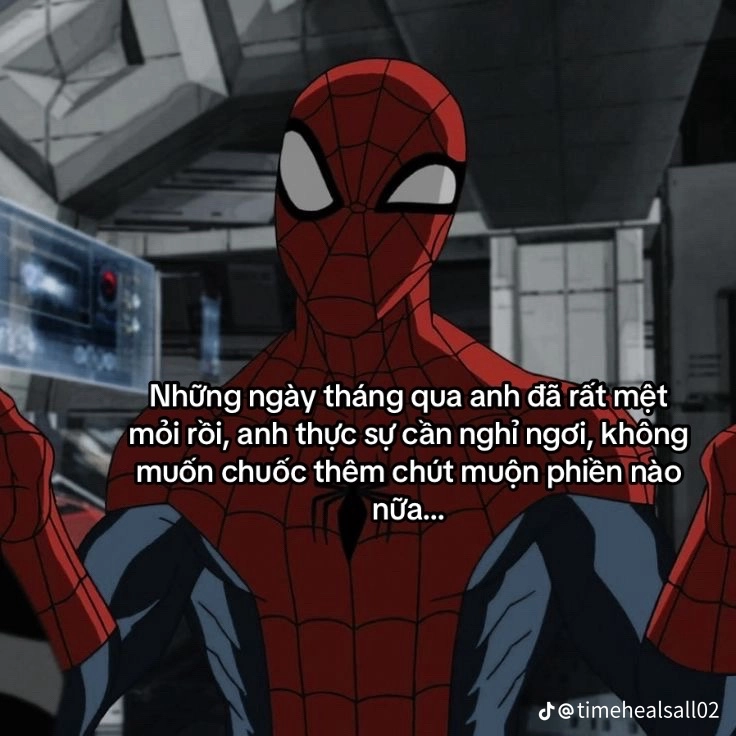 Những ngày tháng qua anh đã rất mệt
mỏi rồi, anh thực sự cần nghỉ ngơi, không
muốn chuốc thêm chút muộn phiền nào
nữa...
@timehealsall02